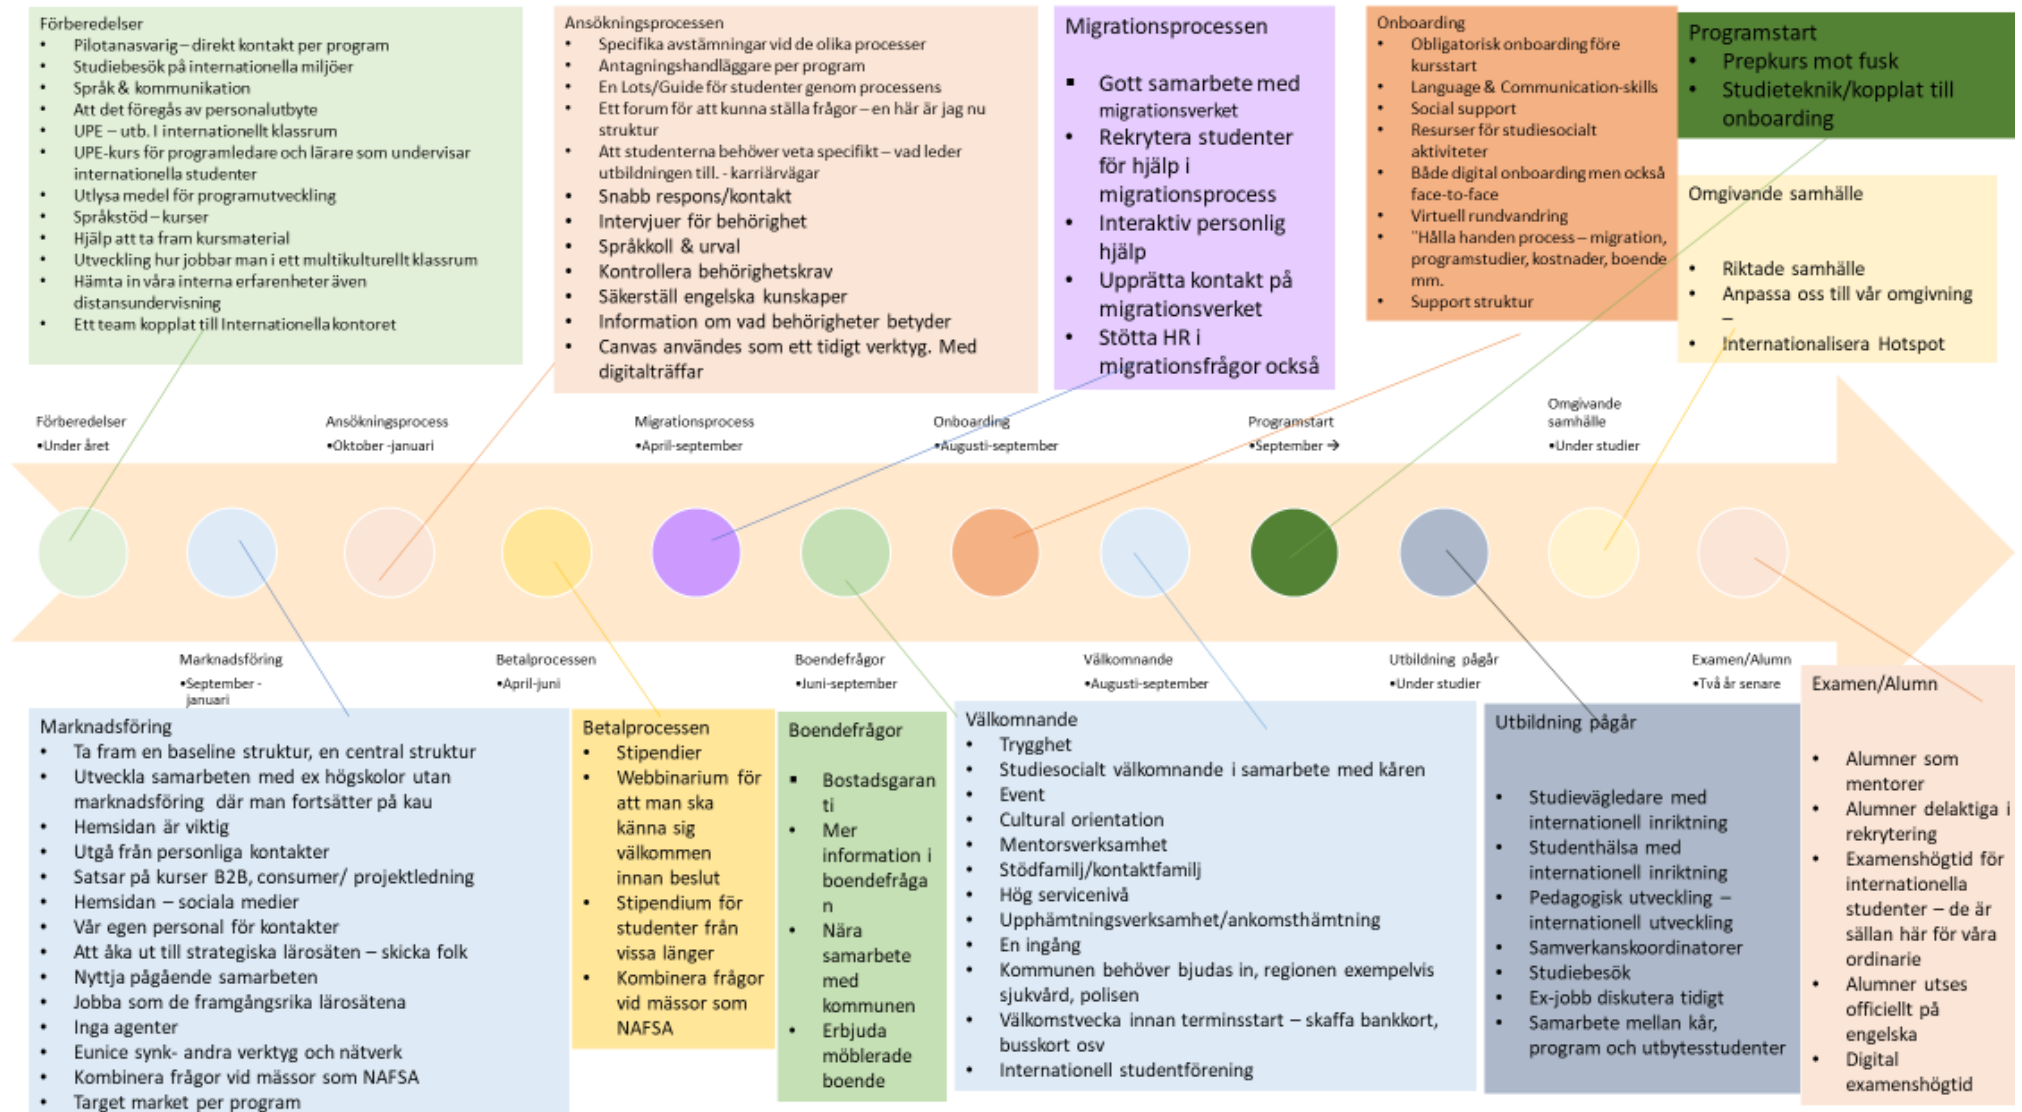 Förberedelser
• Pilotanasvarig – direkt kontakt per program
• Studiebesök på internationella miljöer
• Språk & kommunikation
• Att det föregås av personalutbyte
• UPE – utb. I internationellt klassrum
• UPE-kurs för programledare och lärare som undervisar
internationella studenter
• Utlysa medel för programutveckling
• Språkstöd – kurser
• Hjälp att ta fram kursmaterial
• Utveckling hur jobbar man i ett multikulturellt klassrum
• Hämta in våra interna erfarenheter även
distansundervisning
• Ett team kopplat till Internationella kontoret
Ansökningsprocessen
• Specifika avstämningar vid de olika processer
• Antagningshandläggare per program
• En Lots/Guide för studenter genom processens
• Ett forum för att kunna ställa frågor – en här är jag nu
struktur
• Att studenterna behöver veta specifikt – vad leder
utbildningen till. - karriärvägar
• Snabb respons/kontakt
• Intervjuer för behörighet
• Språkkoll & urval
• Kontrollera behörighetskrav
• Säkerställ engelska kunskaper
• Information om vad behörigheter betyder
• Canvas användes som ett tidigt verktyg. Med
digitalträffar
Migrationsprocessen
▪ Gott samarbete med
migrationsverket
• Rekrytera studenter
för hjälp i
migrationsprocess
• Interaktiv personlig
hjälp
• Upprätta kontakt på
migrationsverket
• Stötta HR i
migrationsfrågor också
Onboarding
• Obligatorisk onboarding före
kursstart
• Language & Communication-skills
• Social support
• Resurser för studiesocialt
aktiviteter
• Både digital onboarding men också
face-to-face
• Virtuell rundvandring
• "Hålla handen process – migration,
programstudier, kostnader, boende
mm.
• Support struktur
Programstart
• Prepkurs mot fusk
• Studieteknik/kopplat till
onboarding
Omgivande samhälle
• Riktade samhälle
• Anpassa oss till vår omgivning
–
• Internationalisera Hotspot
Förberedelser
•Under året
Ansökningsprocess
•Oktober -januari
Migrationsprocess
•April-september
Onboarding
•Augusti-september
Programstart
•September →
Omgivande
samhälle
•Under studier
Marknadsföring
•September -
januari
Betalprocessen
•April-juni
Boendefrågor
•Juni-september
Välkomnande
•Augusti-september
Utbildning pågår
•Under studier
Examen/Alumn
•Två år senare
Marknadsföring
• Ta fram en baseline struktur, en central struktur
• Utveckla samarbeten med ex högskolor utan
marknadsföring där man fortsätter på kau
• Hemsidan är viktig
• Utgå från personliga kontakter
• Satsar på kurser B2B, consumer/ projektledning
• Hemsidan – sociala medier
• Vår egen personal för kontakter
• Att åka ut till strategiska lärosäten – skicka folk
• Nyttja pågående samarbeten
• Jobba som de framgångsrika lärosätena
• Inga agenter
• Eunice synk- andra verktyg och nätverk
• Kombinera frågor vid mässor som NAFSA
• Target market per program
Betalprocessen
• Stipendier
• Webbinarium för
att man ska
känna sig
välkommen
innan beslut
• Stipendium för
studenter från
vissa länger
• Kombinera frågor
vid mässor som
NAFSA
Boendefrågor
▪ Bostadsgaran
ti
• Mer
information i
boendefråga
n
• Nära
samarbete
med
kommunen
• Erbjuda
möblerade
boende
Välkomnande
• Trygghet
• Studiesocialt välkomnande i samarbete med kåren
• Event
• Cultural orientation
• Mentorsverksamhet
• Stödfamilj/kontaktfamilj
• Hög servicenivå
• Upphämtningsverksamhet/ankomsthämtning
• En ingång
• Kommunen behöver bjudas in, regionen exempelvis
sjukvård, polisen
• Välkomstvecka innan terminsstart – skaffa bankkort,
busskort osv
• Internationell studentförening
Utbildning pågår
• Studievägledare med
internationell inriktning
• Studenthälsa med
internationell inriktning
• Pedagogisk utveckling –
internationell utveckling
• Samverkanskoordinatorer
• Studiebesök
• Ex-jobb diskutera tidigt
• Samarbete mellan kår,
program och utbytesstudenter
Examen/Alumn
• Alumner som
mentorer
• Alumner delaktiga i
rekrytering
• Examenshögtid för
internationella
studenter – de är
sällan här för våra
ordinarie
• Alumner utses
officiellt på
engelska
• Digital
examenshögtid